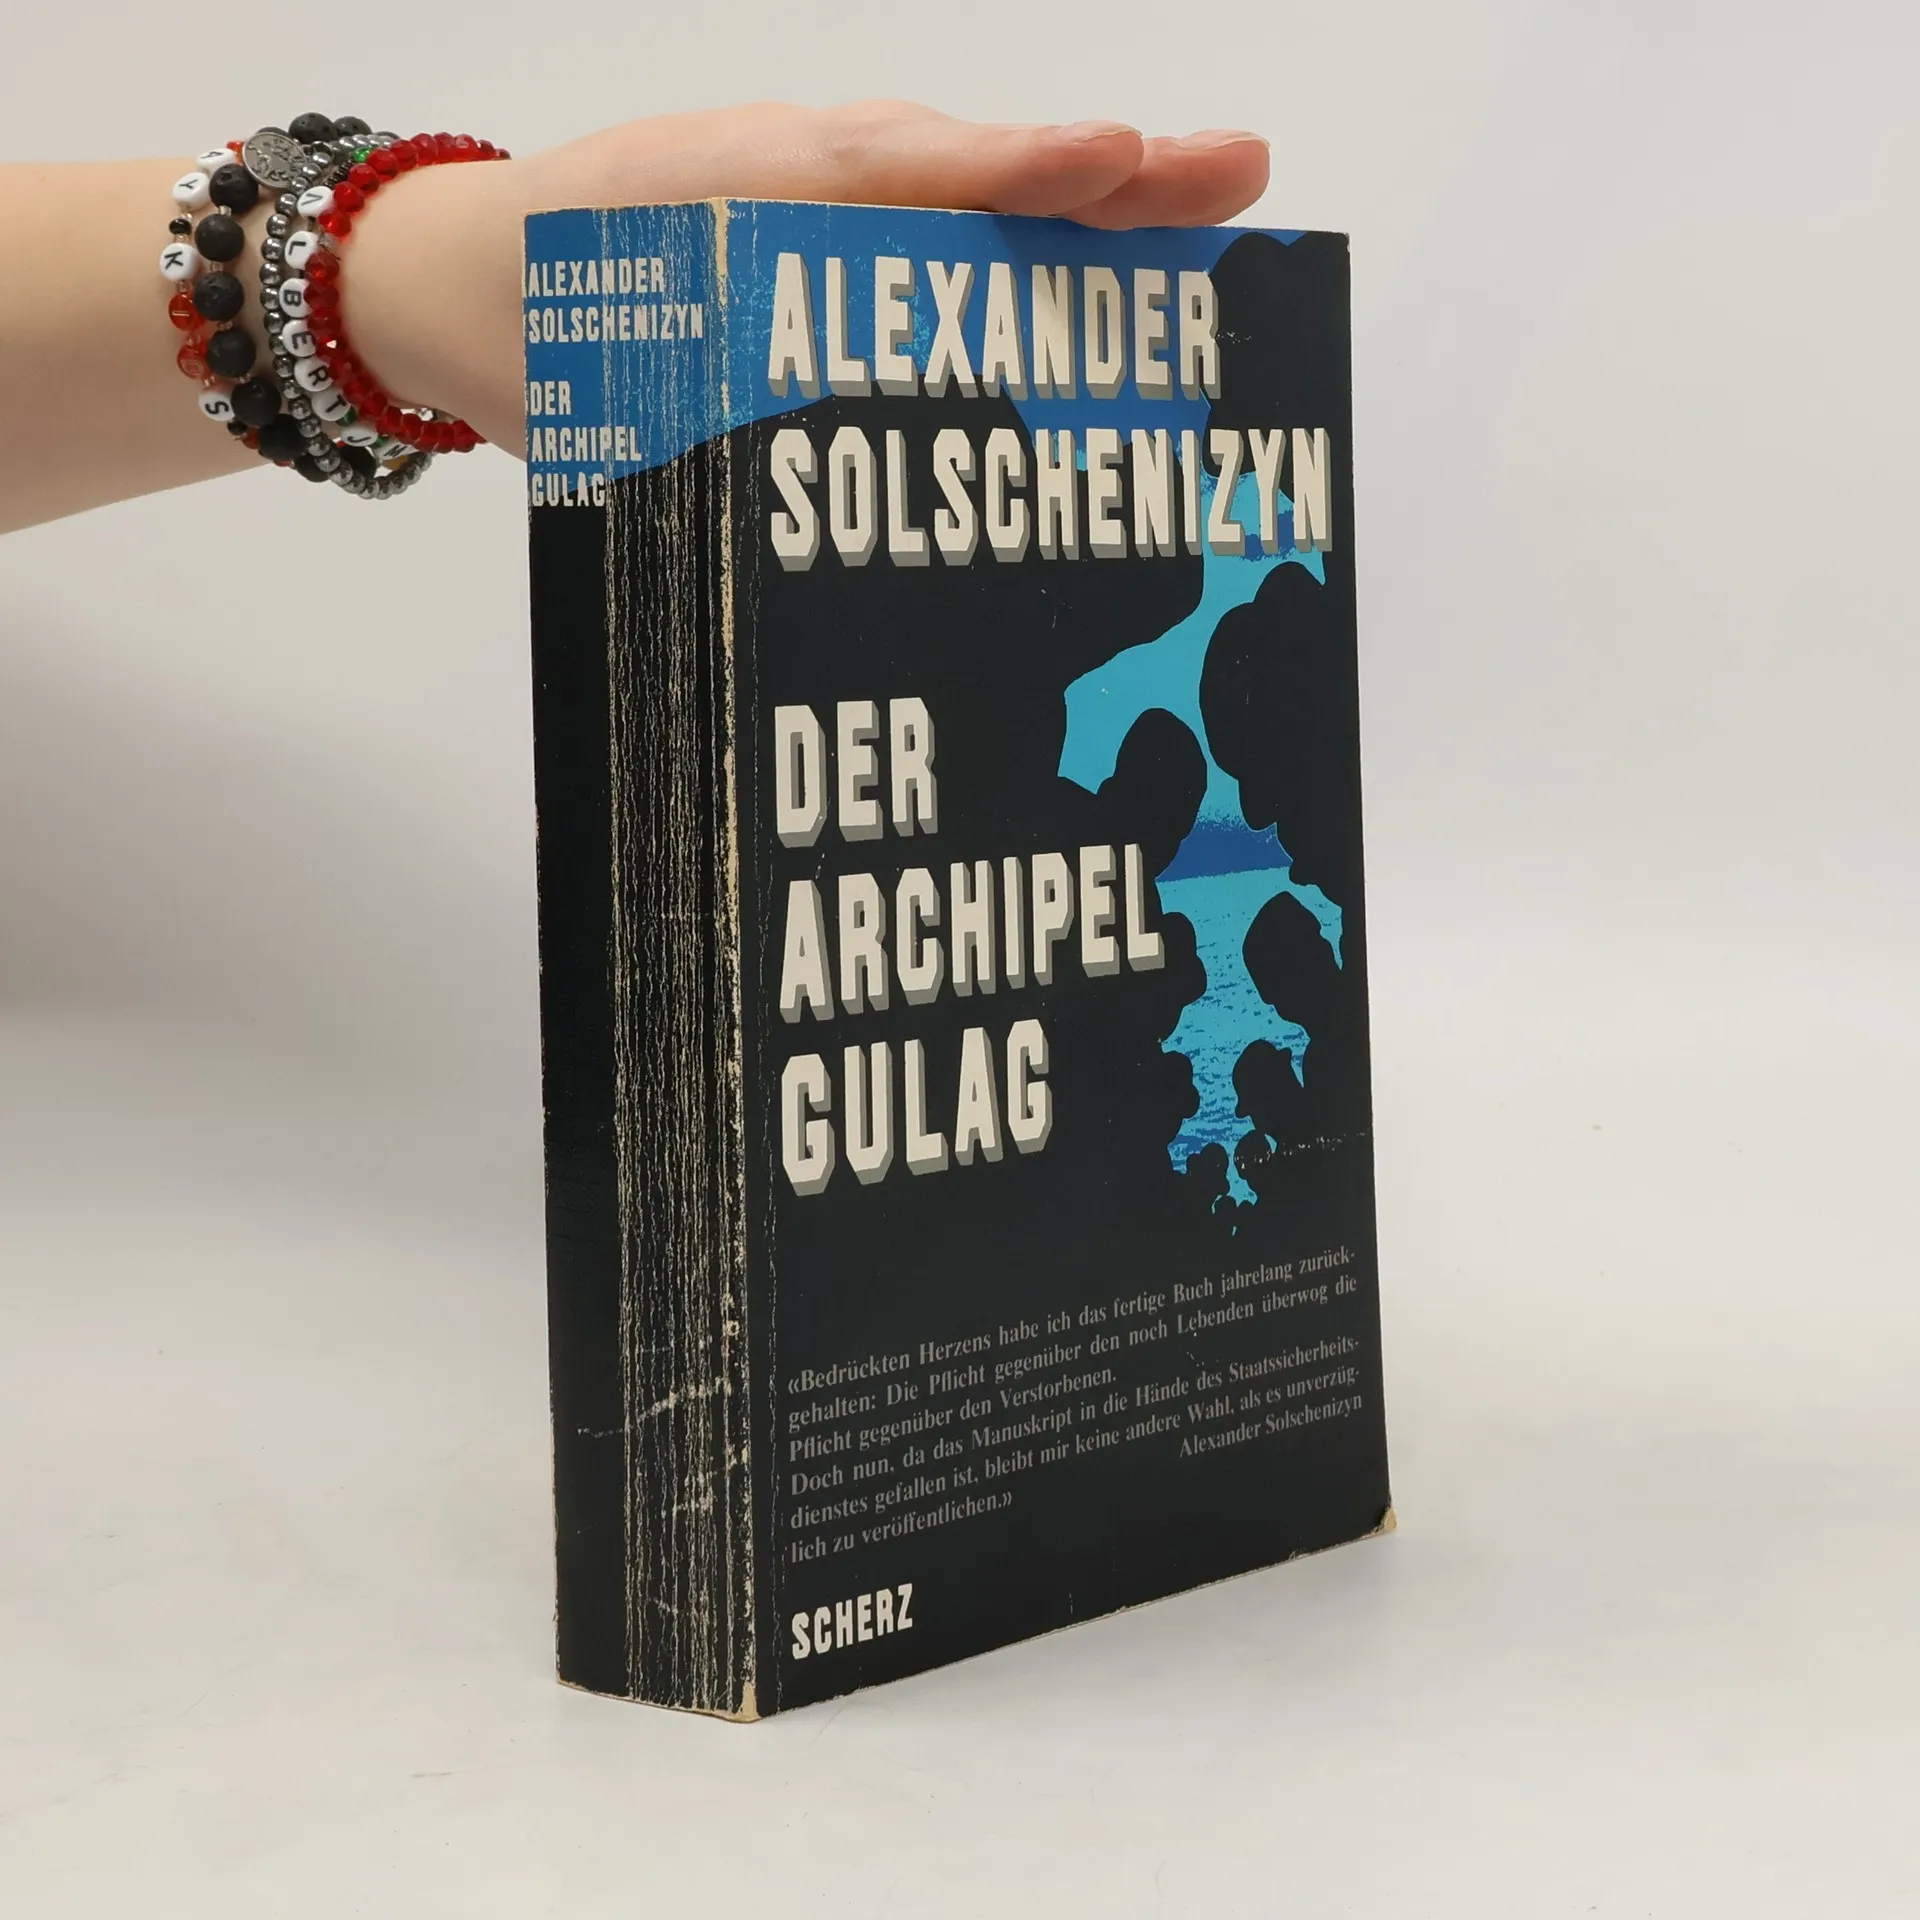 ALEXANDER
SOLSCHENIZYN
DER
ARCHIPEL
GULAG
ALEXANDER
SOLSCHENIZYN
DER
ARCHIPEL
GULAG
«Bedrückten Herzens habe ich das fertige Buch jahrelang zurück-
gehalten: Die Pflicht gegenüber den noch Lebenden überwog die
Pflicht gegenüber den Verstorbenen.
Doch nun, da das Manuskript in die Hände des Staatssicherheits-
dienstes gefallen ist, bleibt mir keine andere Wahl, als es unverzüg-
lich zu veröffentlichen.»
Alexander Solschenizyn
SCHERZ
ALBERT